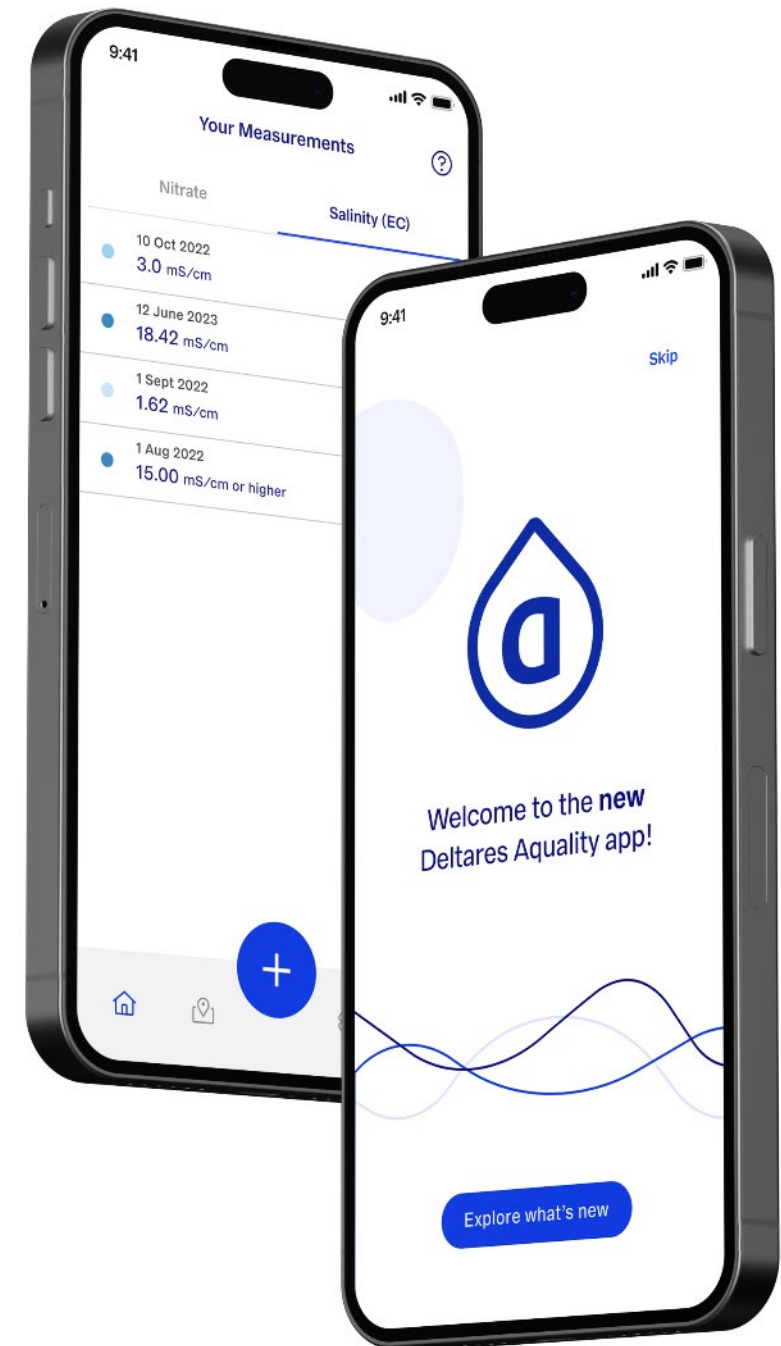 9:41
Your Measurements
Nitrate
Salinity (EC)
10 Oct 2022
3.0 mS/cm
12 June 2023
18.42 mS/cm
1 Sept 2022
1.62 mS/cm
1 Aug 2022
15.00 mS/cm or higher
9:41
Skip
Welcome to the new
Deltares Aquality app!
Explore what's new